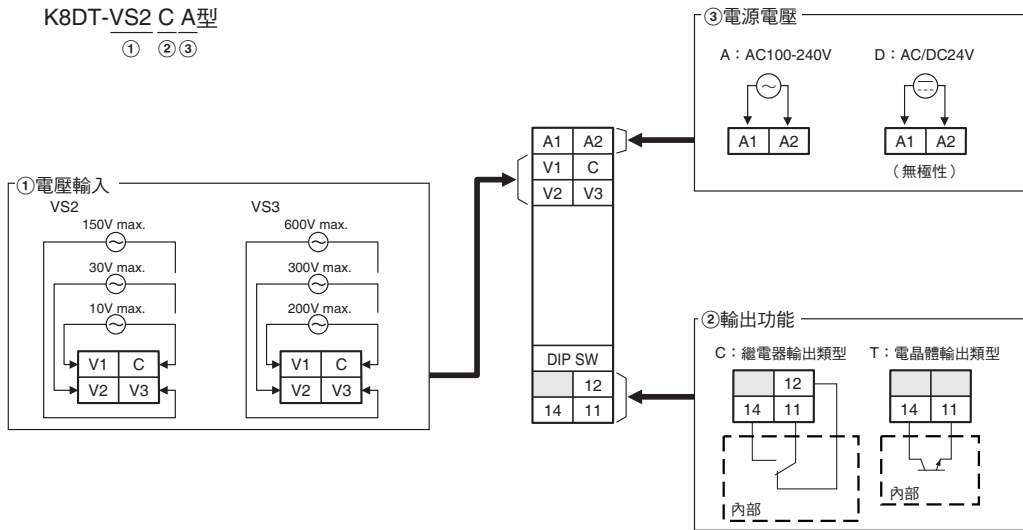 K8DT-VS2 C A型
① ② ③
③電源電壓
A：AC100-240V D：AC/DC24V
A1 A2 A1 A2
（無極性）
A1 A2
V1 C
V2 V3
DIP SW
12
14 11
①電壓輸入
VS2 VS3
150V max. 600V max.
30V max. 300V max.
10V max. 200V max.
V1 C V1 C
V2 V3 V2 V3
②輸出功能
C：繼電器輸出類型 T：電晶體輸出類型
12
14 11 14 11
內部 內部